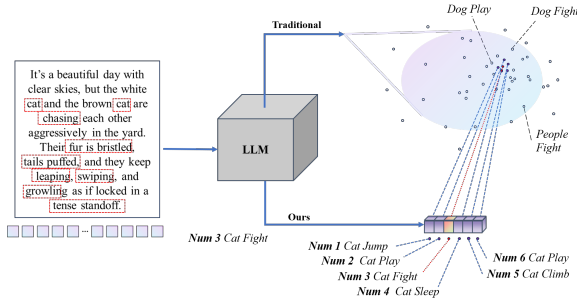 It's a beautiful day with
clear skies, but the white
cat and the brown cat are
chasing each other
aggressively in the yard.
Their fur is bristled,
tails puffed, and they keep
leaping, swiping, and
growling as if locked in a
tense standoff.
...
LLM
Traditional
Ours
Num 3 Cat Fight
Dog Play
Dog Fight
People
Fight
Num 1 Cat Jump
Num 2 Cat Play
Num 3 Cat Fight
Num 4 Cat Sleep
Num 6 Cat Play
Num 5 Cat Climb